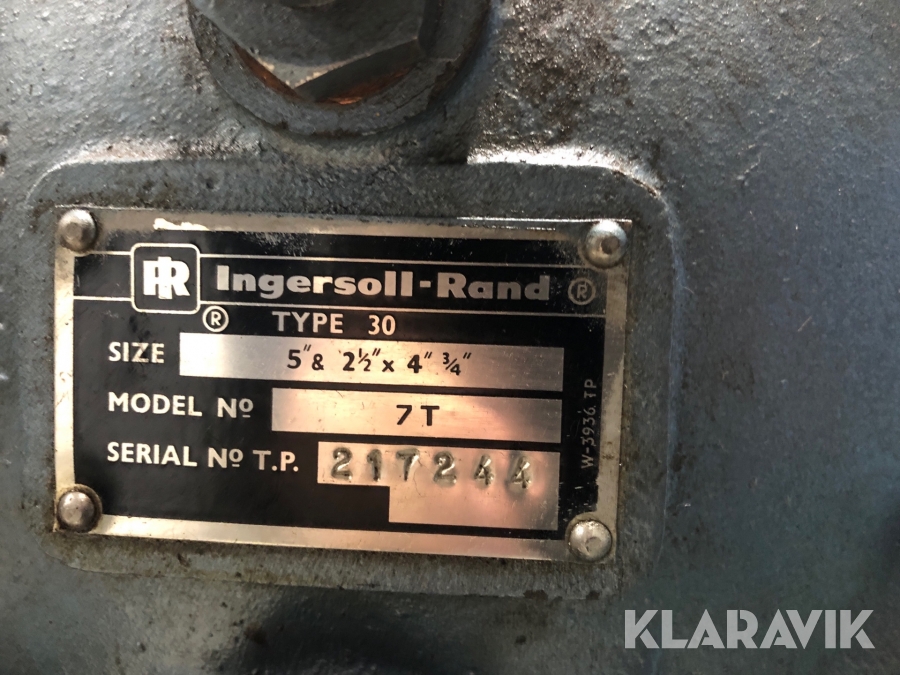 IR Ingersoll-Rand ®
® TYPE 30
SIZE 5" & 2½" x 4" ¾"
MODEL Nº 7T
SERIAL Nº T.P. 217244
W-3936 TP
KLARAVIK